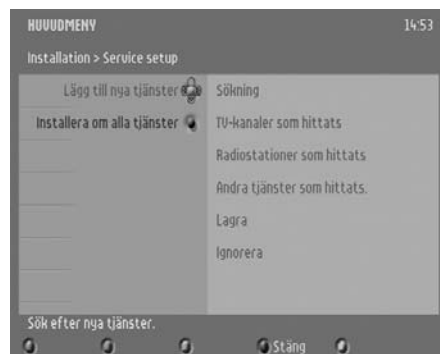 HUVUDMENY 14:53
Installation > Service setup
Lägg till nya tjänster
Installera om alla tjänster
Sökning
TV-kanaler som hittats
Radiostationer som hittats
Andra tjänster som hittats.
Lagra
Ignorera
Sök efter nya tjänster.
Stäng